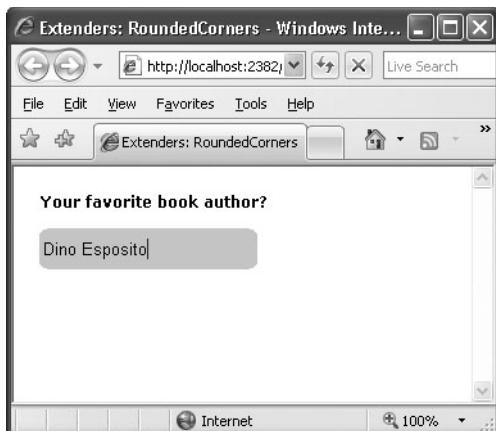 Extenders: RoundedCorners - Windows Inte...
http://localhost:2382/
Live Search
File Edit View Favorites Tools Help
Extenders: RoundedCorners
Your favorite book author?
Dino Esposito
Internet
100%